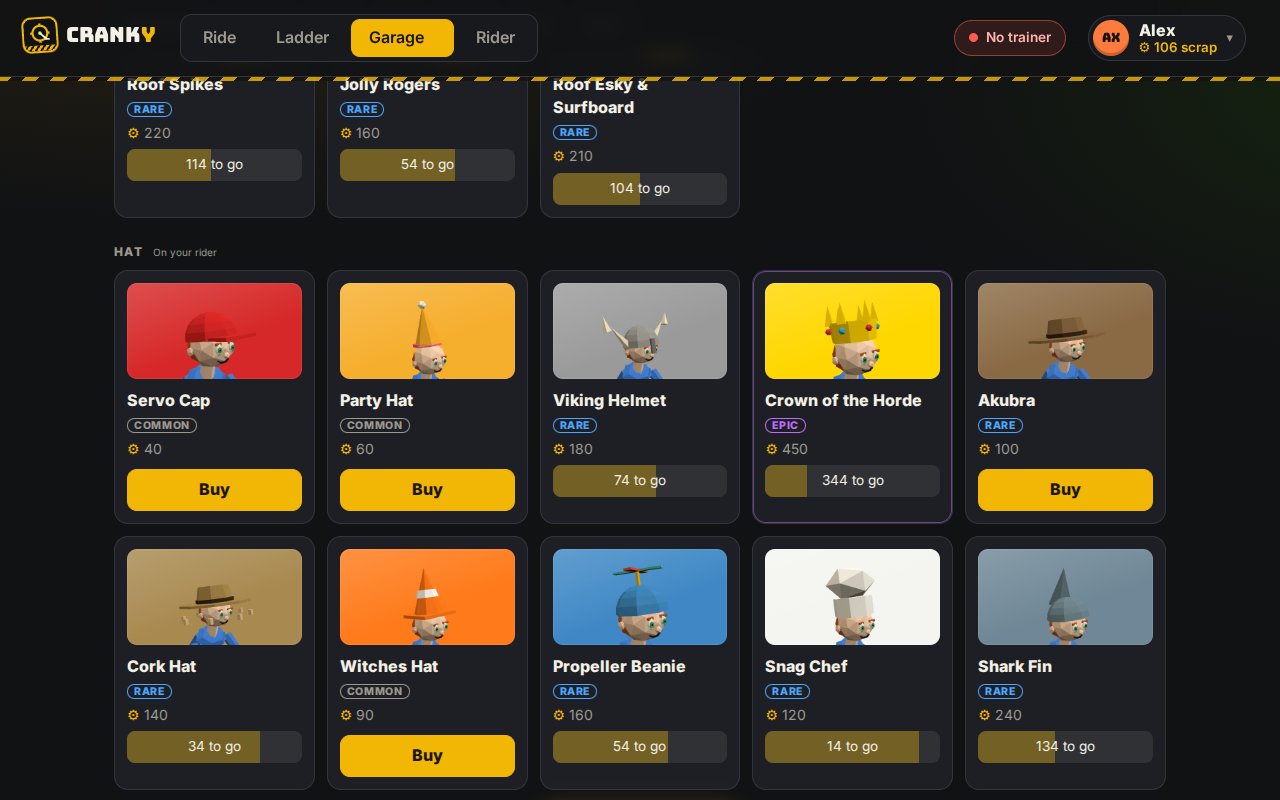 CRANKY
Ride
Ladder
Garage
Rider
No trainer
AX
Alex
106 scrap
Roof Spikes
RARE
220
114 to go
Jolly Rogers
RARE
160
54 to go
Roof Esky &
Surfboard
RARE
210
104 to go
HAT On your rider
Servo Cap
COMMON
40
Buy
Party Hat
COMMON
60
Buy
Viking Helmet
RARE
180
74 to go
Crown of the Horde
EPIC
450
344 to go
Akubra
RARE
100
Buy
Cork Hat
RARE
140
34 to go
Witches Hat
COMMON
90
Buy
Propeller Beanie
RARE
160
54 to go
Snag Chef
RARE
120
14 to go
Shark Fin
RARE
240
134 to go